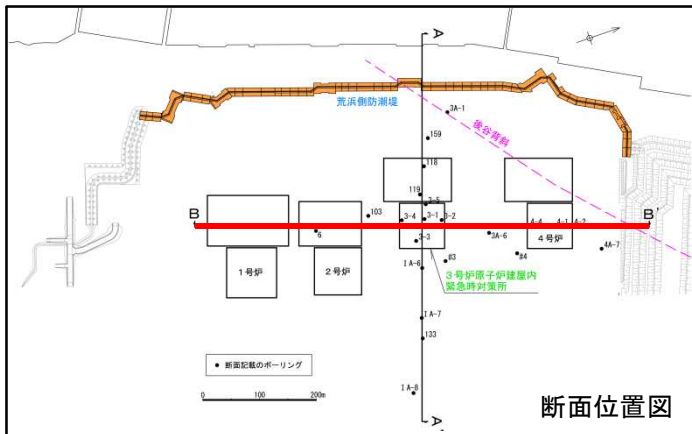 A
荒浜側防潮堤
後谷背斜
3A-1
159
118
119
3-5
B
103
3-4
3-1
3-2
A-4
4-1
A-2
B'
6
3-3
3A-6
4号炉
4A-7
#3
#4
1号炉
2号炉
IA-6
3号炉原子炉建屋内
緊急時対策所
IA-7
133
● 断面記載のボーリング
0 100 200m
IA-8
断面位置図
A'